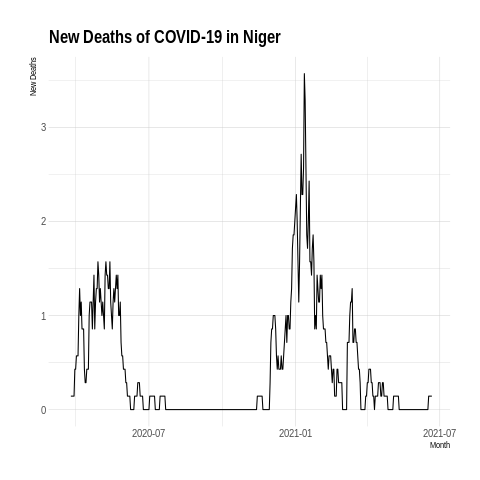 New Deaths of COVID-19 in Niger
New Deaths
3
2
1
0
2020-07
2021-01
2021-07
Month